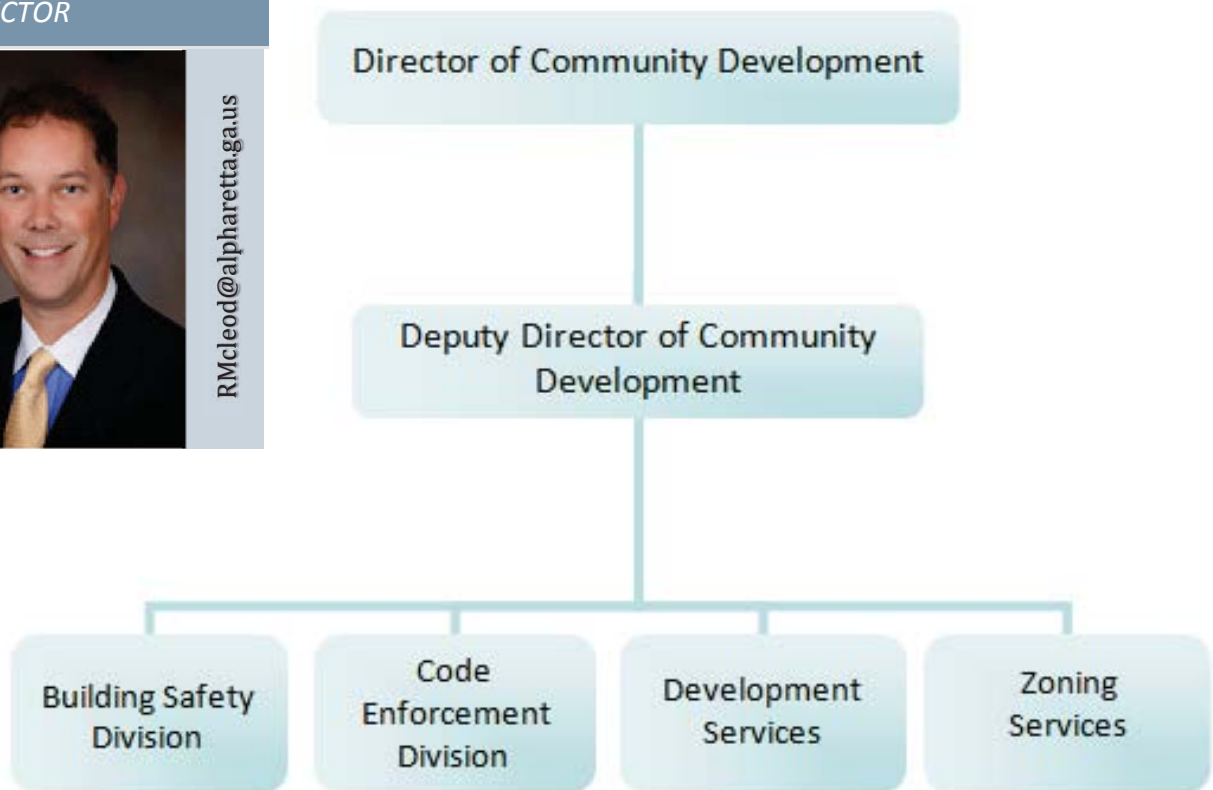 CTOR
RMcleod@alpharetta.ga.us
Director of Community Development
Deputy Director of Community
Development
Building Safety
Division
Code
Enforcement
Division
Development
Services
Zoning
Services